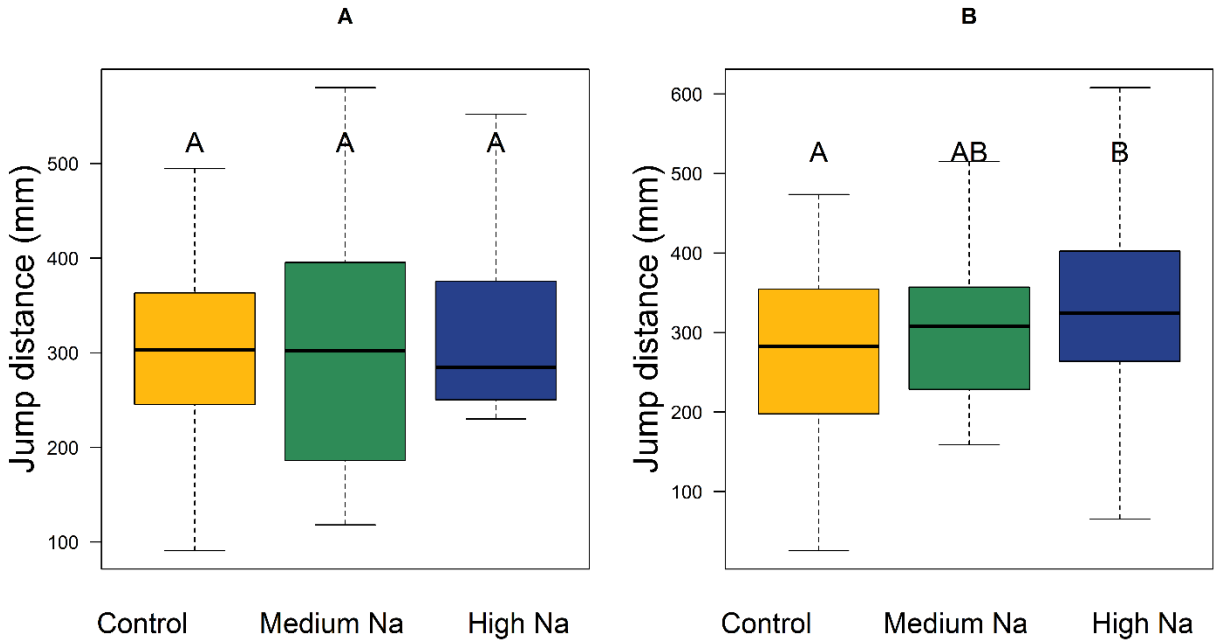 A
Jump distance (mm)
500
400
300
200
100
A
A
A
Control
Medium Na
High Na
B
Jump distance (mm)
600
500
400
300
200
100
A
AB
B
Control
Medium Na
High Na